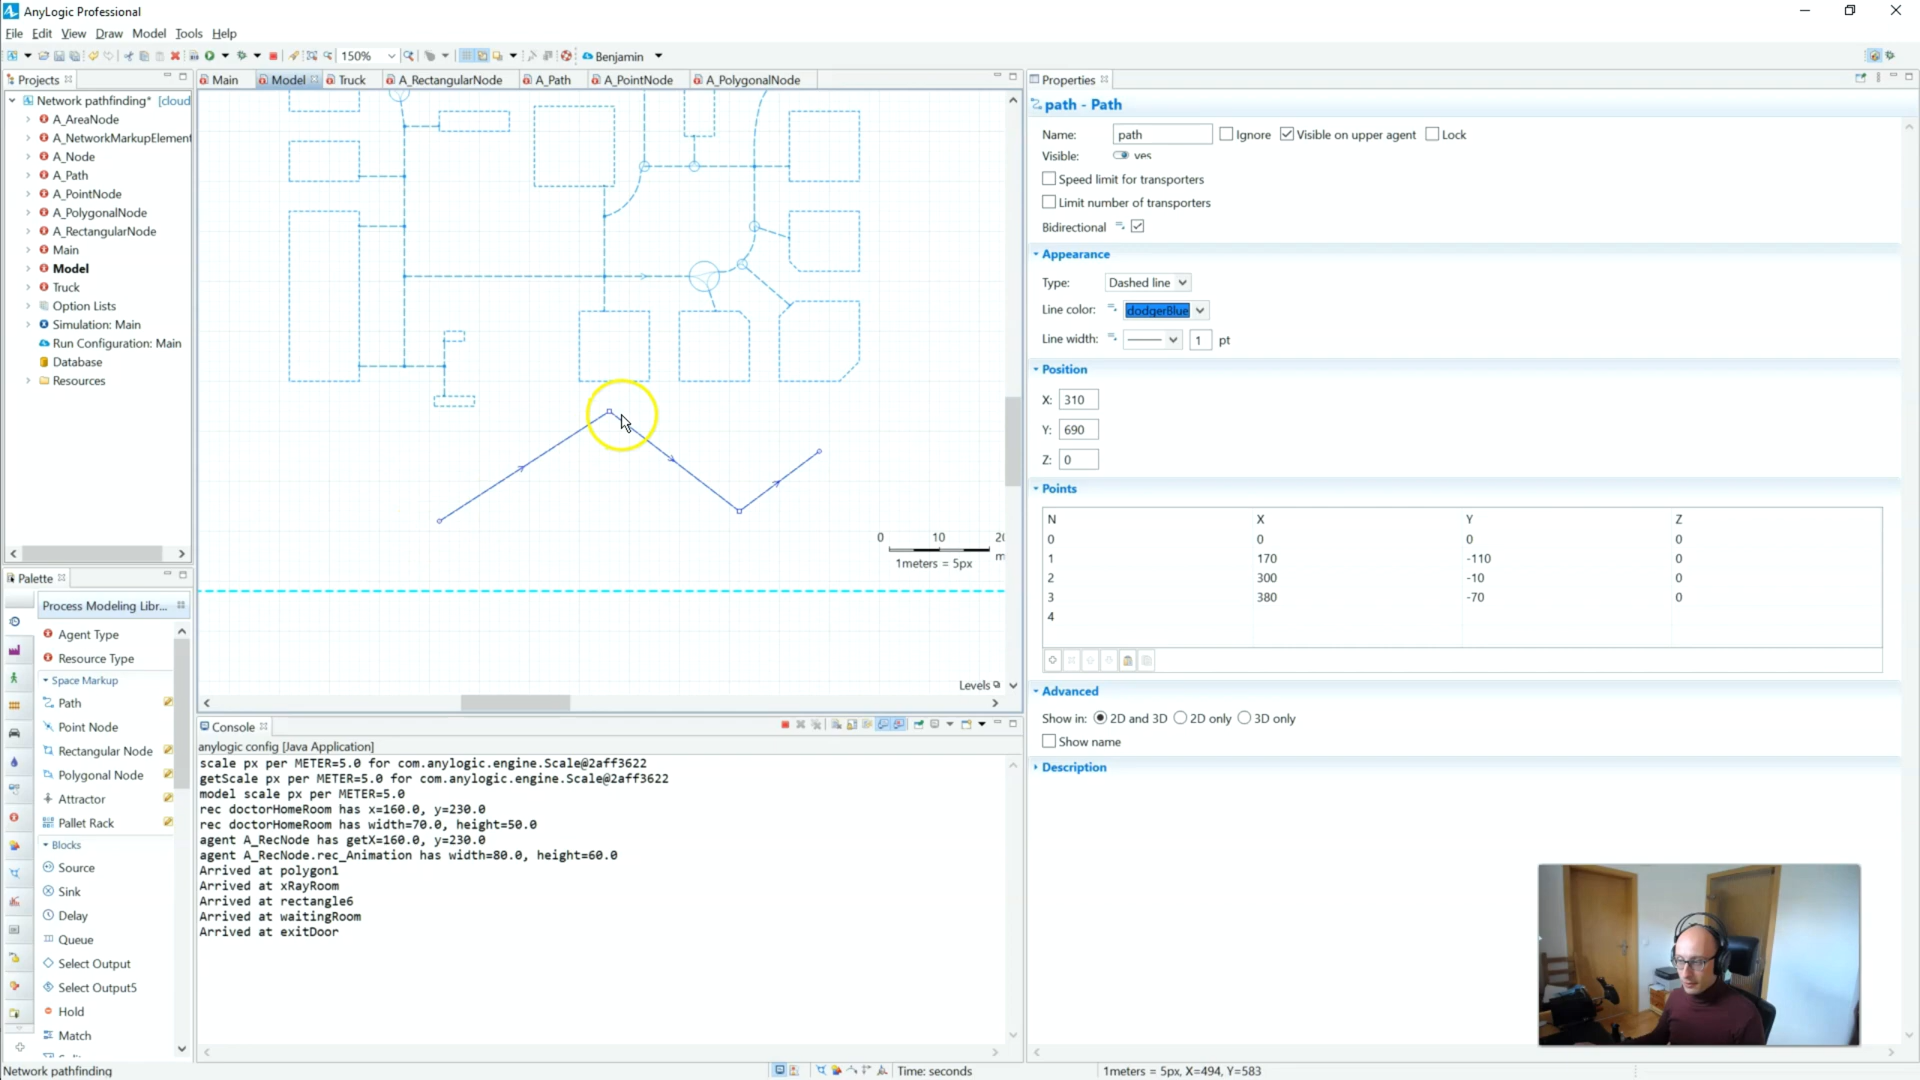 AnyLogic Professional
File Edit View Draw Model Tools Help
150% Benjamin
Projects
Network pathfinding* [cloud
A_AreaNode
A_NetworkMarkupElement
A_Node
A_Path
A_PointNode
A_PolygonalNode
A_RectangularNode
Main
Model
Truck
Option Lists
Simulation: Main
Run Configuration: Main
Database
Resources
Palette
Process Modeling Libr...
Agent Type
Resource Type
Space Markup
Path
Point Node
Rectangular Node
Polygonal Node
Attractor
Pallet Rack
Blocks
Source
Sink
Delay
Queue
Select Output
Select Output5
Hold
Match
Main Model Truck A_RectangularNode A_Path A_PointNode A_PolygonalNode
0 10
1meters = 5px
Levels
Console
anylogic config [Java Application]
scale px per METER=5.0 for com.anylogic.engine.Scale@2aff3622
getScale px per METER=5.0 for com.anylogic.engine.Scale@2aff3622
model scale px per METER=5.0
rec doctorHomeRoom has x=160.0, y=230.0
rec doctorHomeRoom has width=70.0, height=50.0
agent A_RecNode has getX=160.0, y=230.0
agent A_RecNode.rec_Animation has width=80.0, height=60.0
Arrived at polygon1
Arrived at xRayRoom
Arrived at rectangle6
Arrived at waitingRoom
Arrived at exitDoor
Properties
path - Path
Name: path Ignore Visible on upper agent Lock
Visible: yes
Speed limit for transporters
Limit number of transporters
Bidirectional
Appearance
Type: Dashed line
Line color: dodgerBlue
Line width: 1 pt
Position
X: 310
Y: 690
Z: 0
Points
N X Y Z
0 0 0 0
1 170 -110 0
2 300 -10 0
3 380 -70 0
4
Advanced
Show in: 2D and 3D 2D only 3D only
Show name
Description
Network pathfinding Time: seconds 1meters = 5px, X=494, Y=583